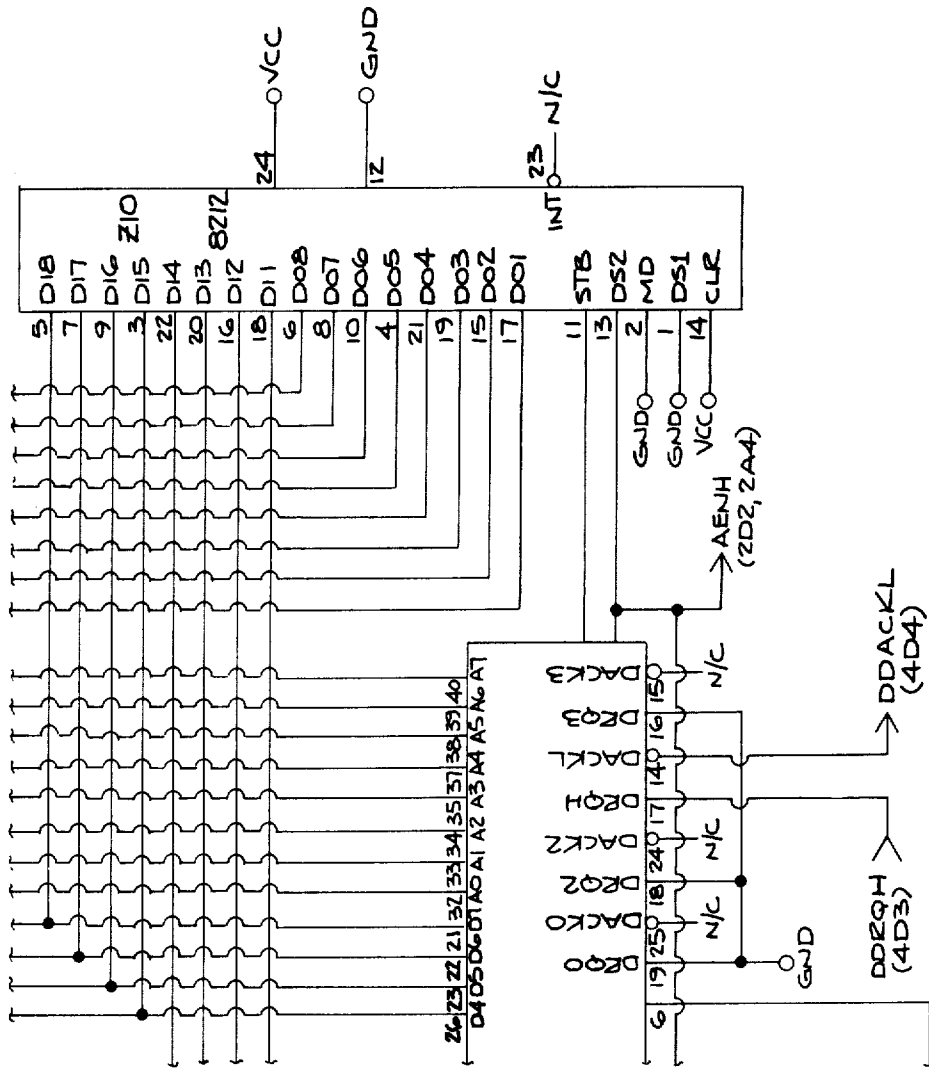 VCC
GND
24
12
23 N/C
Z10
8212
INT
DI8
DI7
DI6
DI5
DI4
DI3
DI2
DI1
DO8
DO7
DO6
DO5
DO4
DO3
DO2
DO1
STB
DS2
MD
DS1
CLR
5
7
9
3
22
20
16
18
6
8
10
4
21
19
15
17
11
13
2
1
14
GND
GND
VCC
AENH
(2D2, 2A4)
40 A7
39 A6
38 A5
37 A4
35 A3
34 A2
33 A1
32 A0
21 D7
22 D6
23 D5
26 D4
DACK3
DRQ3
DACKL
DRQH
DACK2
DRQ2
DACK0
DRQ0
15
16
14
17
24
18
25
19
6
N/C
N/C
N/C
GND
DDACKL
(4D4)
DDRQH
(4D3)